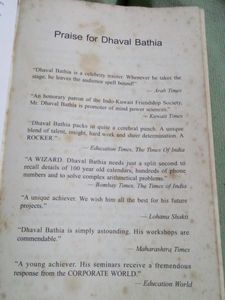 Praise for Dhaval Bathia
"Dhaval Bathia is a celebrity trainer. Whenever he takes the
stage, he leaves the audience spell bound!"
— Arab Times
"An honorary patron of the Indo-Kuwait Friendship Society,
Mr. Dhaval Bathia is promoter of mind power sciences."
— Kuwait Times
"Dhaval Bathia packs in quite a cerebral punch. A unique
blend of talent, insight, hard work and sheer determination. A
ROCKER."
— Education Times, The Times Of India
"A WIZARD. Dhaval Bathia needs just a split second to
recall details of 100 year old calendars, hundreds of phone
numbers and to solve complex arithmetical problems."
— Bombay Times, The Times of India
"A unique achiever. We wish him all the best for his future
projects."
— Lohana Shakti
"Dhaval Bathia is simply astounding. His workshops are
commendable."
— Maharashtra Times
"A young achiever. His seminars receive a tremendous
response from the CORPORATE WORLD."
— Education World